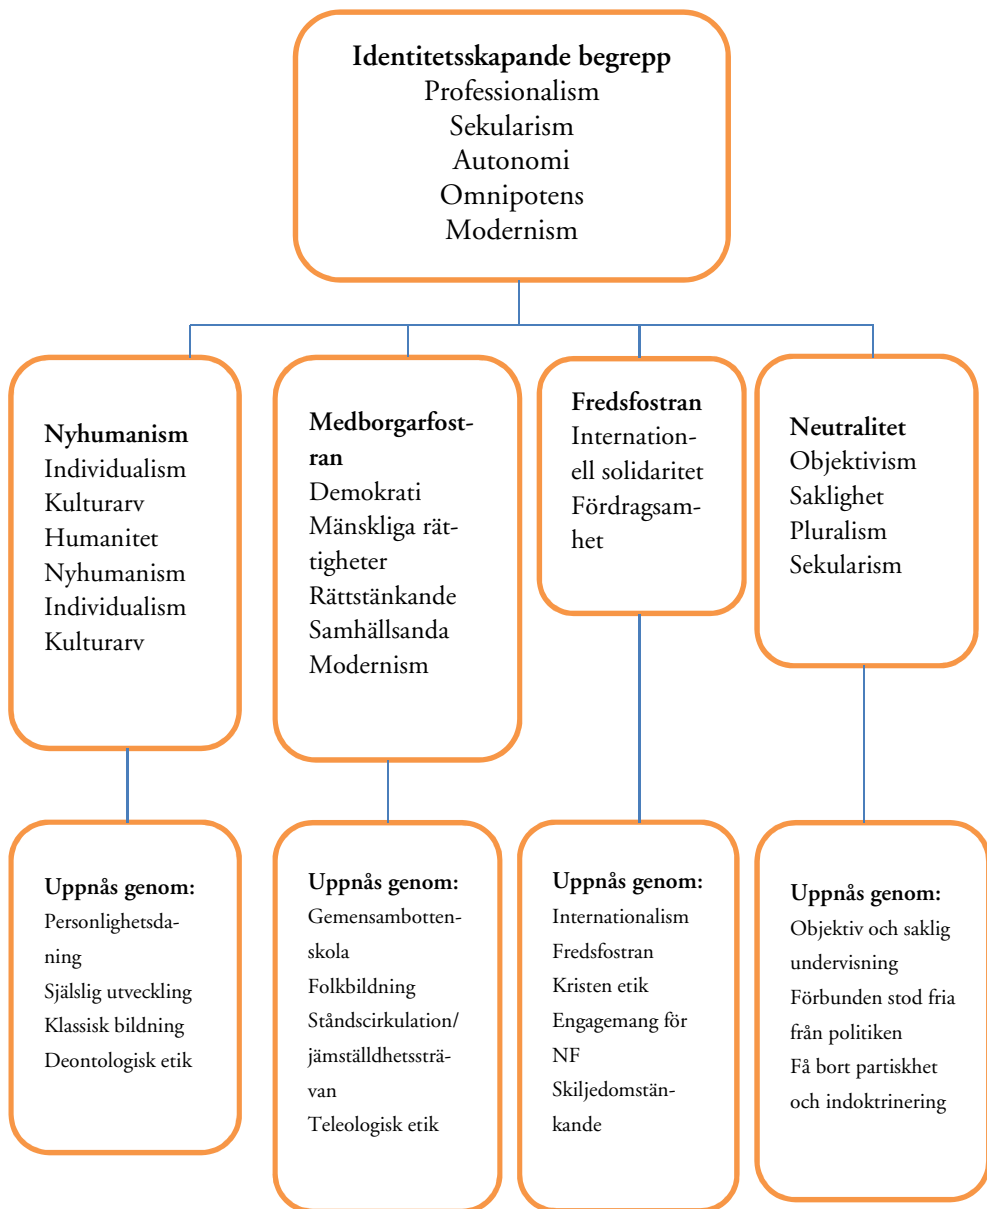 Identitetsskapande begrepp
Professionalism
Sekularism
Autonomi
Omnipotens
Modernism
Nyhumanism
Individualism
Kulturarv
Humanitet
Nyhumanism
Individualism
Kulturarv
Medborgarfost-
ran
Demokrati
Mänskliga rät-
tigheter
Rättstänkande
Samhällsanda
Modernism
Fredsfostran
Internation-
ell solidaritet
Fördragsam-
het
Neutralitet
Objektivism
Saklighet
Pluralism
Sekularism
Uppnås genom:
Personlighetsda-
ning
Själslig utveckling
Klassisk bildning
Deontologisk etik
Uppnås genom:
Gemensambotten-
skola
Folkbildning
Ståndscirkulation/
jämställdhetssträ-
van
Teleologisk etik
Uppnås genom:
Internationalism
Fredsfostran
Kristen etik
Engagemang för
NF
Skiljedomstän-
kande
Uppnås genom:
Objektiv och saklig
undervisning
Förbunden stod fria
från politiken
Få bort partiskhet
och indoktrinering